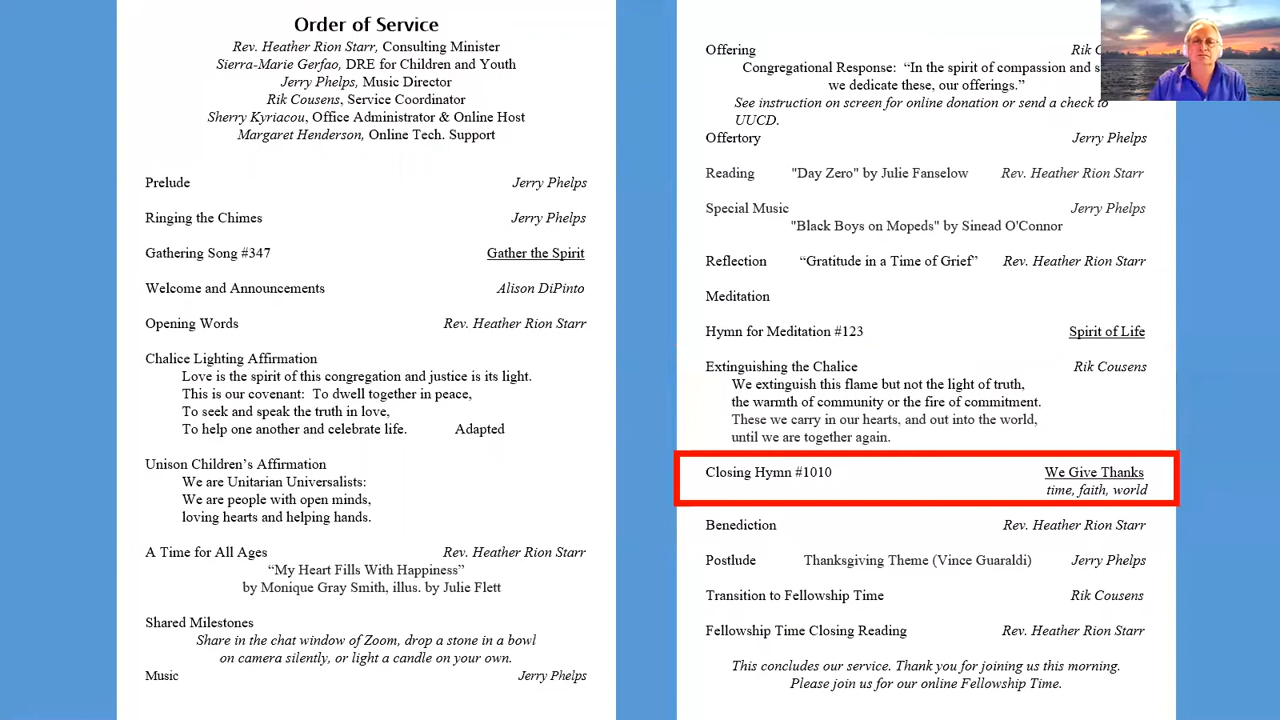 Order of Service
Rev. Heather Rion Starr, Consulting Minister
Sierra-Marie Gerfao, DRE for Children and Youth
Jerry Phelps, Music Director
Rik Cousens, Service Coordinator
Sherry Kyriacou, Office Administrator & Online Host
Margaret Henderson, Online Tech. Support
Prelude Jerry Phelps
Ringing the Chimes Jerry Phelps
Gathering Song #347 Gather the Spirit
Welcome and Announcements Alison DiPinto
Opening Words Rev. Heather Rion Starr
Chalice Lighting Affirmation
Love is the spirit of this congregation and justice is its light.
This is our covenant: To dwell together in peace,
To seek and speak the truth in love,
To help one another and celebrate life. Adapted
Unison Children’s Affirmation
We are Unitarian Universalists:
We are people with open minds,
loving hearts and helping hands.
A Time for All Ages Rev. Heather Rion Starr
“My Heart Fills With Happiness”
by Monique Gray Smith, illus. by Julie Flett
Shared Milestones
Share in the chat window of Zoom, drop a stone in a bowl
on camera silently, or light a candle on your own.
Music Jerry Phelps
Offering Rik
Congregational Response: “In the spirit of compassion and
we dedicate these, our offerings.”
See instruction on screen for online donation or send a check to
UUCD.
Offertory Jerry Phelps
Reading "Day Zero" by Julie Fanselow Rev. Heather Rion Starr
Special Music Jerry Phelps
"Black Boys on Mopeds" by Sinead O'Connor
Reflection “Gratitude in a Time of Grief” Rev. Heather Rion Starr
Meditation
Hymn for Meditation #123 Spirit of Life
Extinguishing the Chalice Rik Cousens
We extinguish this flame but not the light of truth,
the warmth of community or the fire of commitment.
These we carry in our hearts, and out into the world,
until we are together again.
Closing Hymn #1010 We Give Thanks
time, faith, world
Benediction Rev. Heather Rion Starr
Postlude Thanksgiving Theme (Vince Guaraldi) Jerry Phelps
Transition to Fellowship Time Rik Cousens
Fellowship Time Closing Reading Rev. Heather Rion Starr
This concludes our service. Thank you for joining us this morning.
Please join us for our online Fellowship Time.